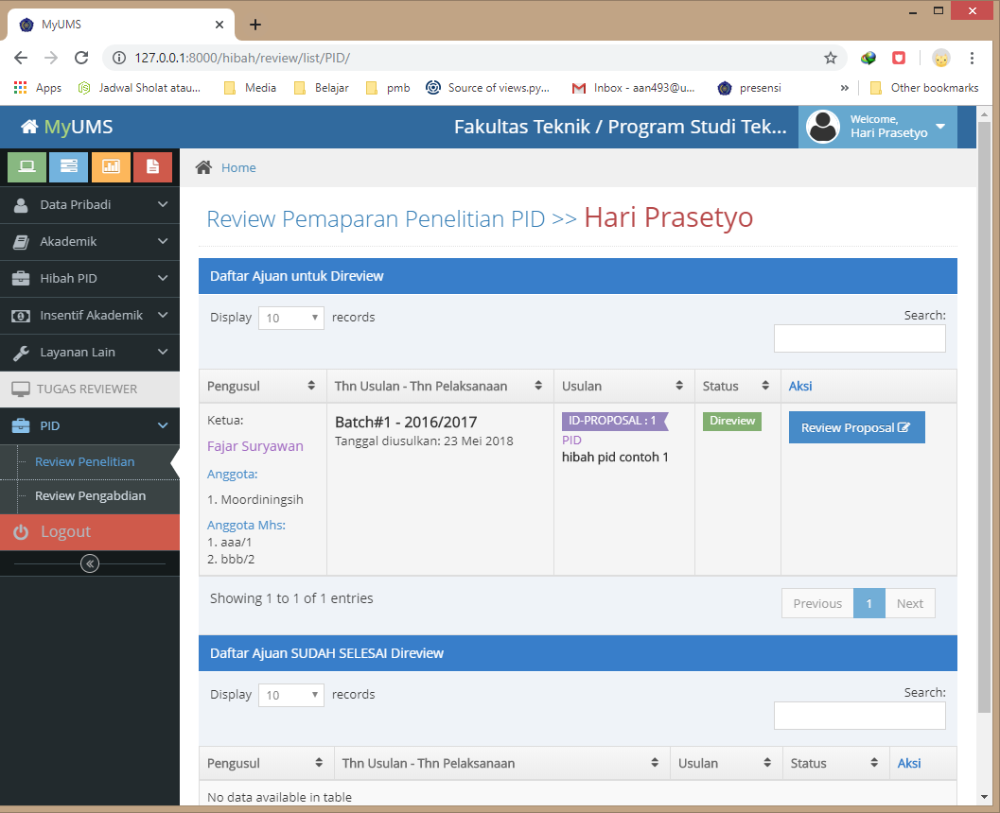 MyUMS
127.0.0.1:8000/hibah/review/list/PID/
Apps
Jadwal Sholat atau...
Media
Belajar
pmb
Source of views.py...
Inbox - aan493@u...
presensi
»
Other bookmarks
MyUMS
Fakultas Teknik / Program Studi Tek...
Welcome,
Hari Prasetyo
Home
Data Pribadi
Akademik
Hibah PID
Insentif Akademik
Layanan Lain
TUGAS REVIEWER
PID
Review Penelitian
Review Pengabdian
Logout
Review Pemaparan Penelitian PID >> Hari Prasetyo
Daftar Ajuan untuk Direview
Display 10 records
Search:
Pengusul
Thn Usulan - Thn Pelaksanaan
Usulan
Status
Aksi
Ketua:
Fajar Suryawan
Anggota:
1. Moordiningsih
Anggota Mhs:
1. aaa/1
2. bbb/2
Batch#1 - 2016/2017
Tanggal diusulkan: 23 Mei 2018
ID-PROPOSAL : 1
PID
hibah pid contoh 1
Direview
Review Proposal
Showing 1 to 1 of 1 entries
Previous 1 Next
Daftar Ajuan SUDAH SELESAI Direview
Display 10 records
Search:
Pengusul
Thn Usulan - Thn Pelaksanaan
Usulan
Status
Aksi
No data available in table